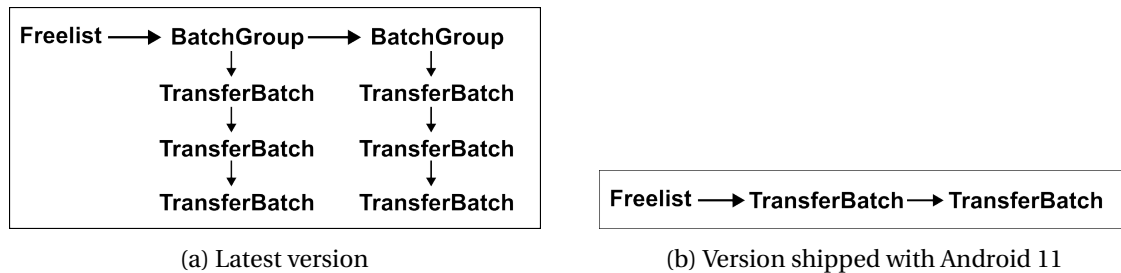 Freelist BatchGroup BatchGroup
TransferBatch TransferBatch
TransferBatch TransferBatch
TransferBatch TransferBatch
(a) Latest version
Freelist TransferBatch TransferBatch
(b) Version shipped with Android 11